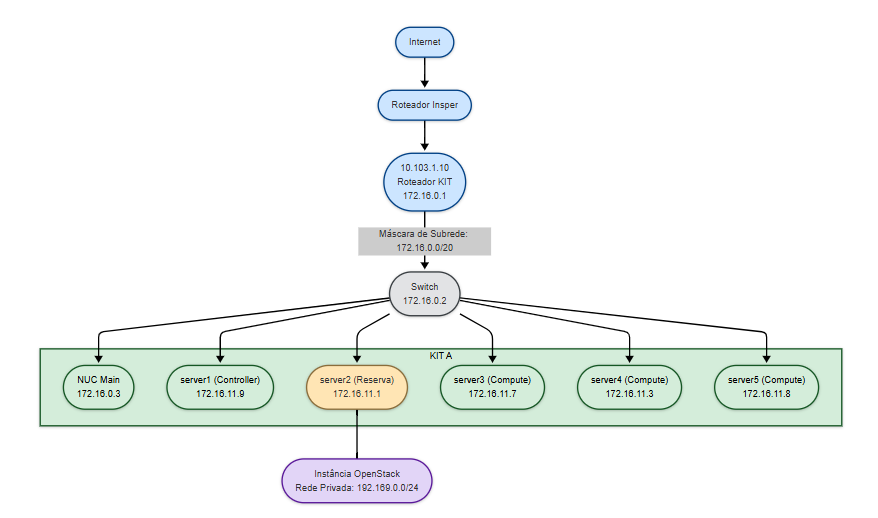 Internet
Roteador Insper
10.103.1.10
Roteador KIT
172.16.0.1
Máscara de Subrede:
172.16.0.0/20
Switch
172.16.0.2
KIT A
NUC Main
172.16.0.3
server1 (Controller)
172.16.11.9
server2 (Reserva)
172.16.11.1
server3 (Compute)
172.16.11.7
server4 (Compute)
172.16.11.3
server5 (Compute)
172.16.11.8
Instância OpenStack
Rede Privada: 192.169.0.0/24